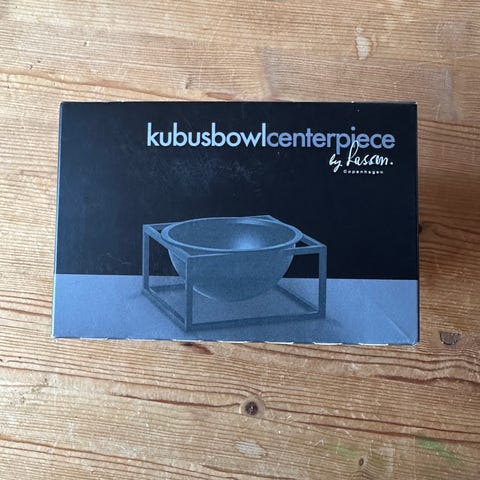 kubusbowlcenterpiece
by Lassen.
Copenhagen